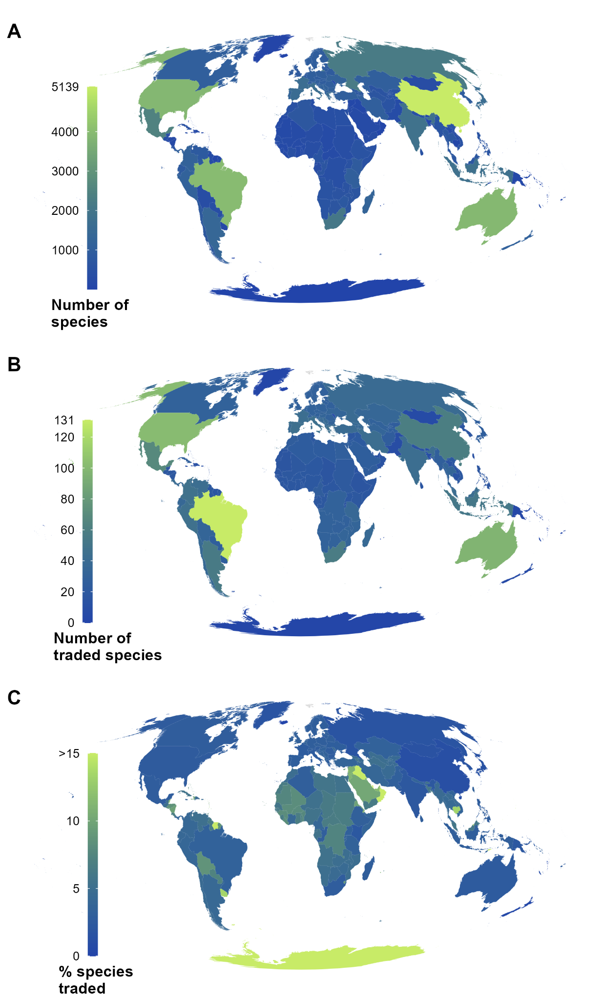 A
5139
4000
3000
2000
1000
Number of
species
B
131
120
100
80
60
40
20
0
Number of
traded species
C
>15
10
5
0
% species
traded